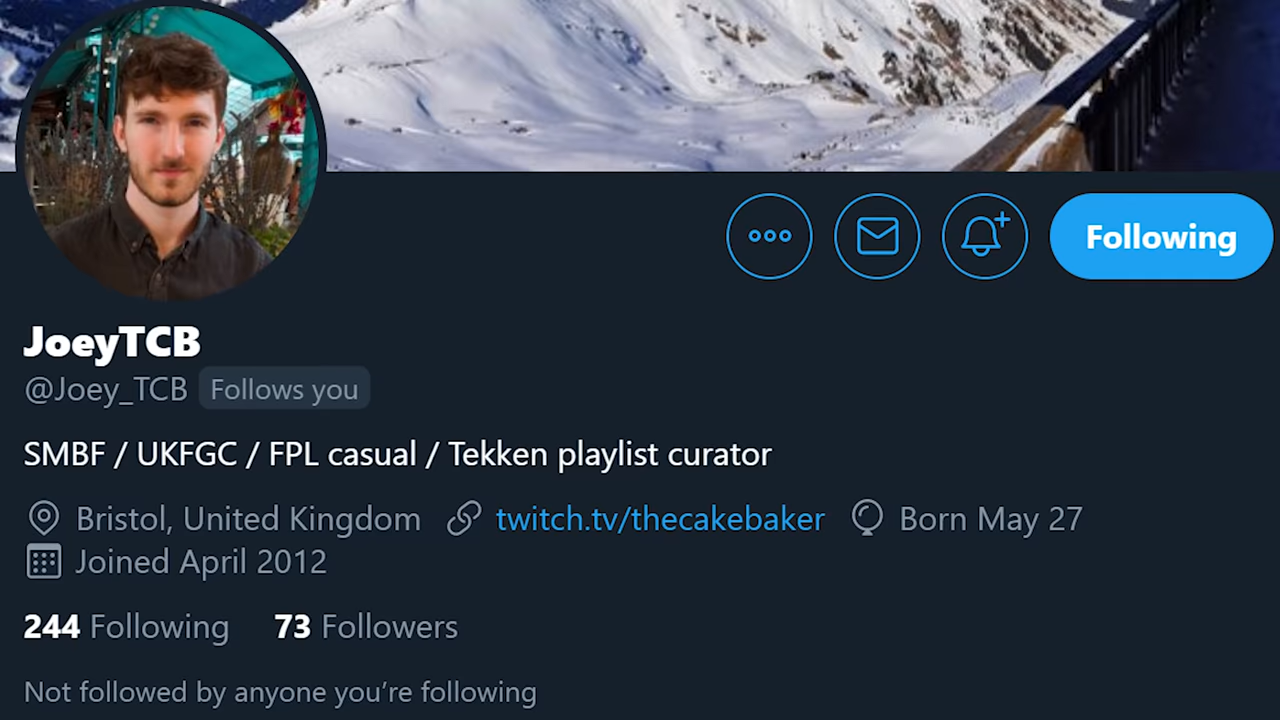 Following
JoeyTCB
@Joey_TCB Follows you
SMBF / UKFGC / FPL casual / Tekken playlist curator
Bristol, United Kingdom twitch.tv/thecakebaker Born May 27
Joined April 2012
244 Following 73 Followers
Not followed by anyone you’re following